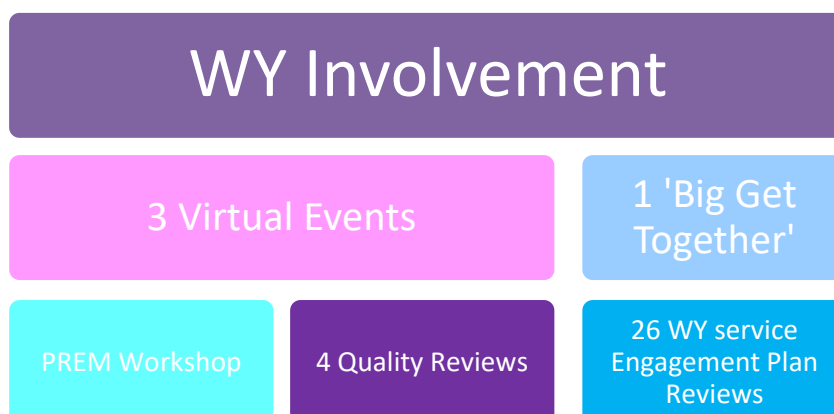 WY Involvement
3 Virtual Events
1 'Big Get
Together'
PREM Workshop
4 Quality Reviews
26 WY service
Engagement Plan
Reviews